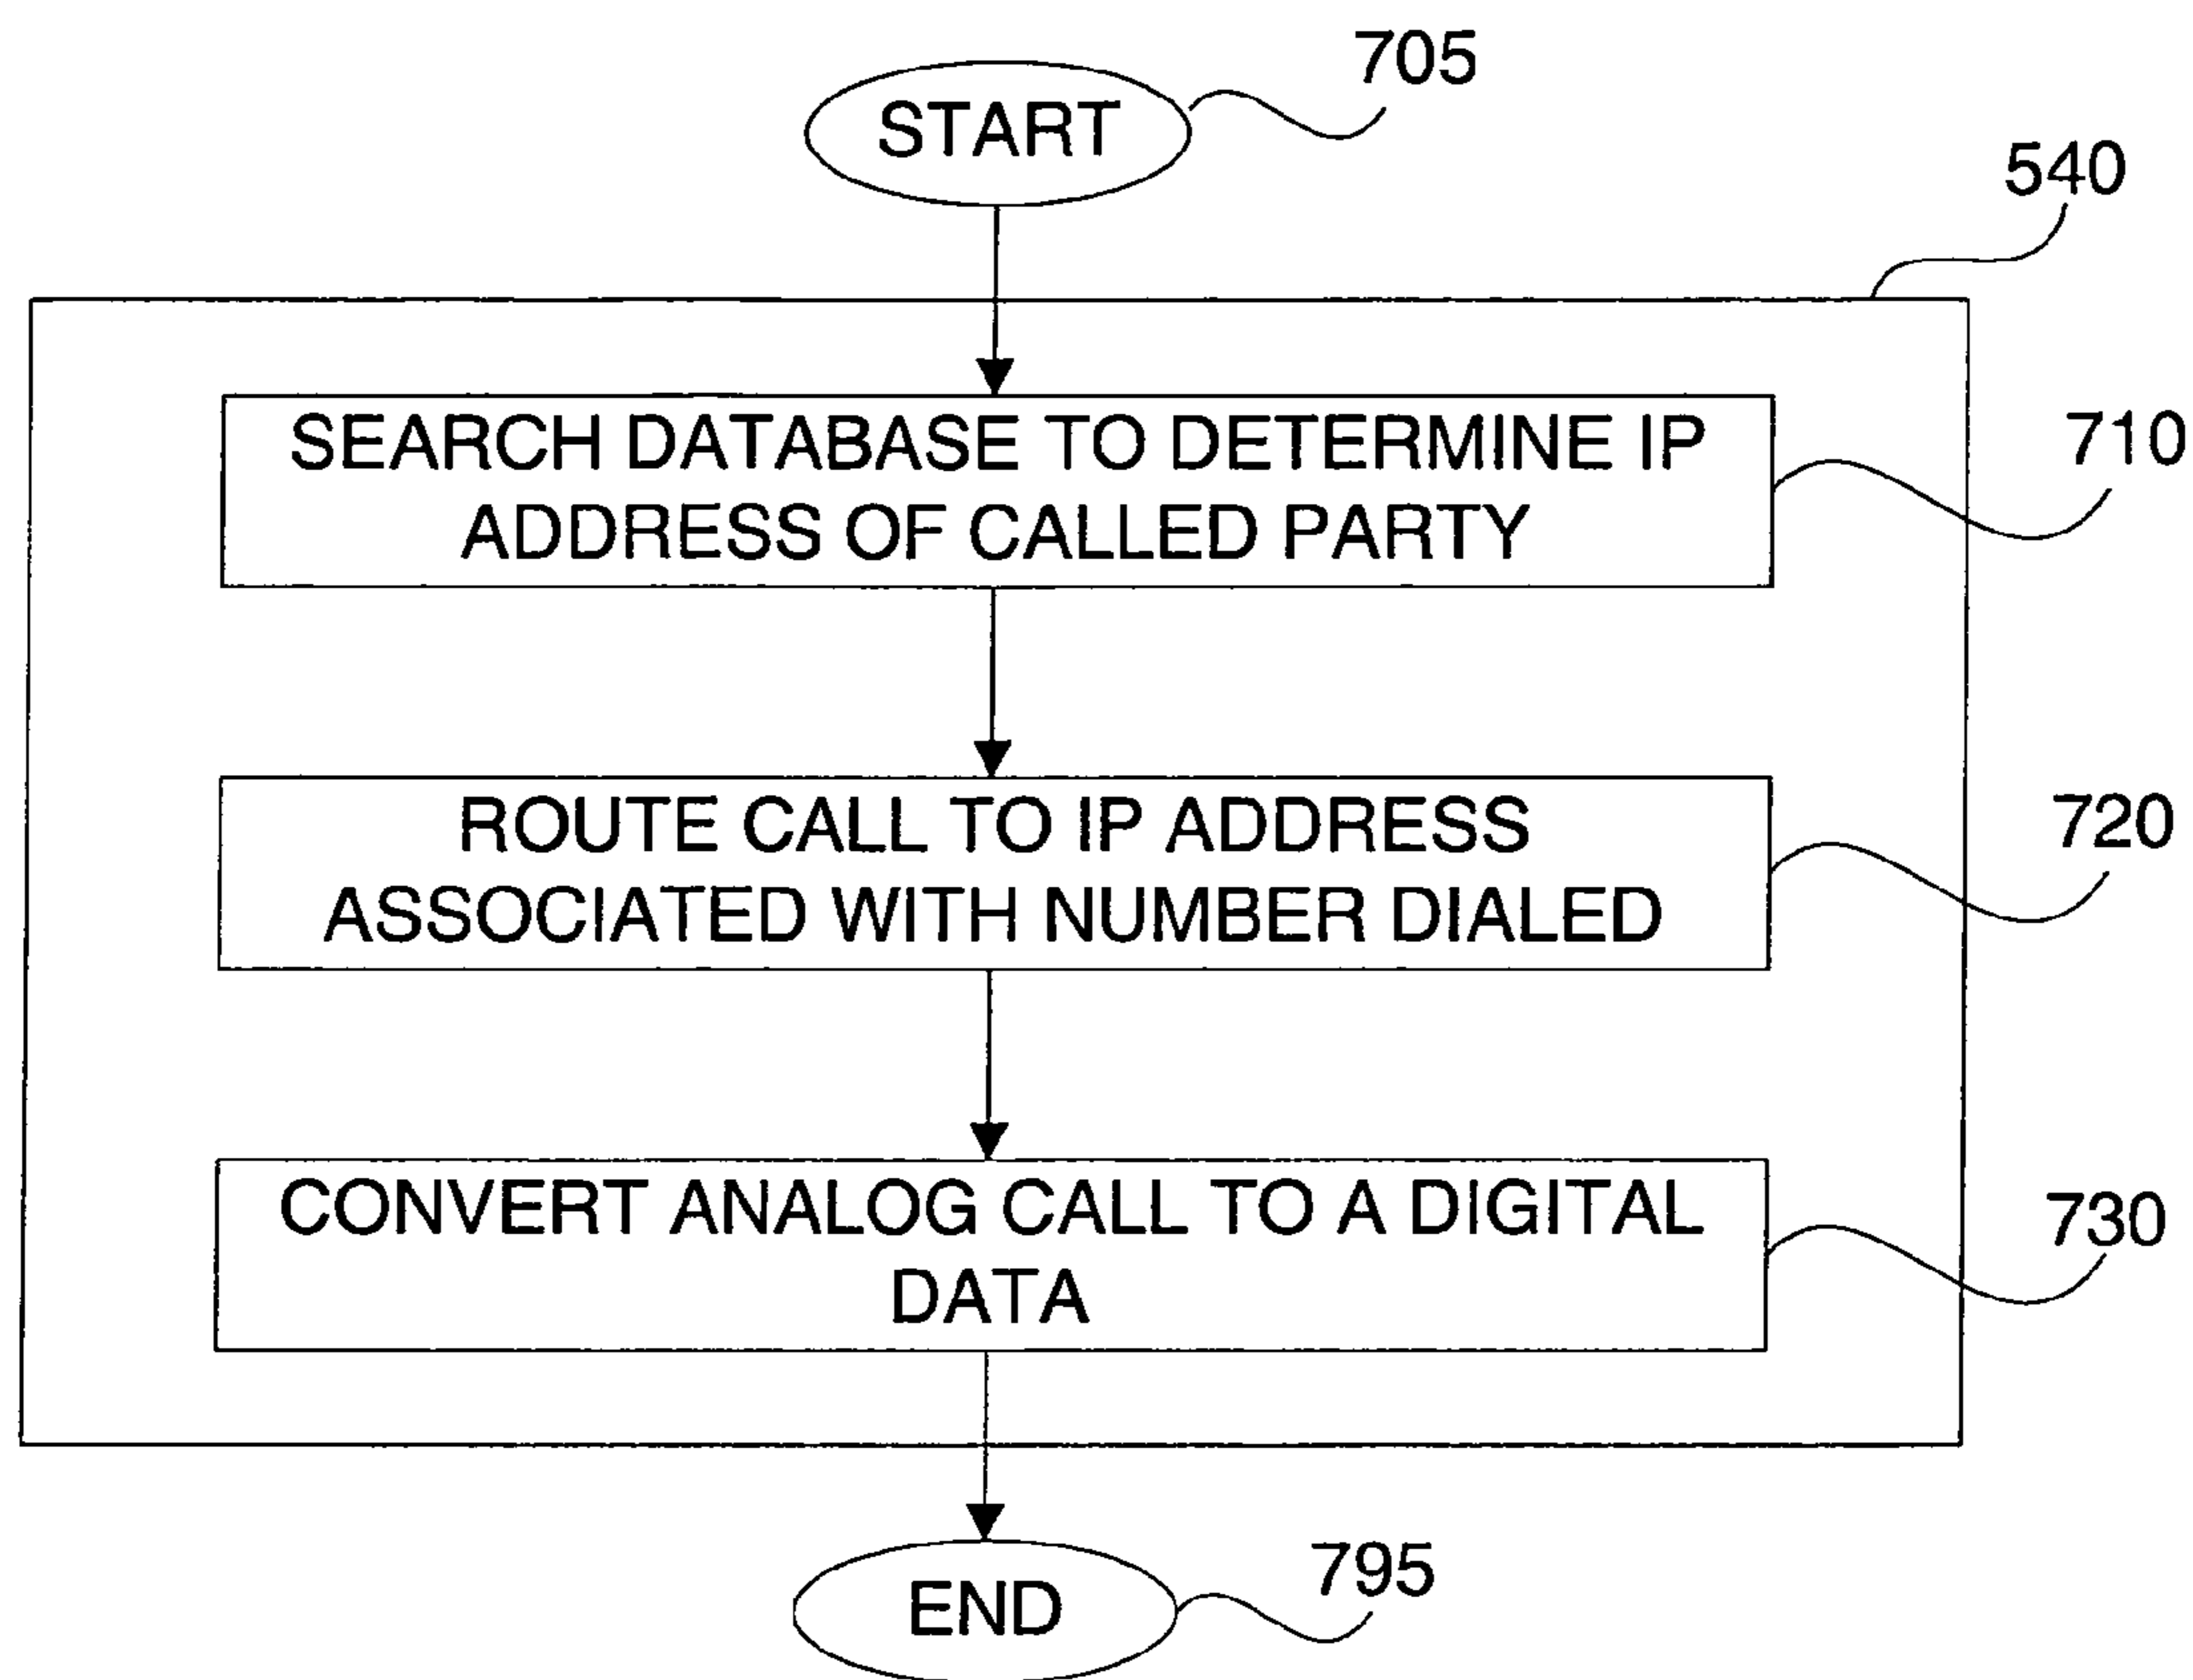 705
START
540
SEARCH DATABASE TO DETERMINE IP
ADDRESS OF CALLED PARTY
710
ROUTE CALL TO IP ADDRESS
ASSOCIATED WITH NUMBER DIALED
720
CONVERT ANALOG CALL TO A DIGITAL
DATA
730
795
END